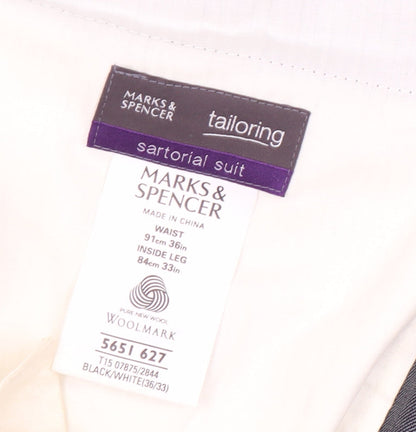 MARKS &
SPENCER
tailoring
sartorial suit
MARKS &
SPENCER
MADE IN CHINA
WAIST
91cm 36in
INSIDE LEG
84cm 33in
PURE NEW WOOL
WOOLMARK
5651 627
T15 07875/2844
BLACK/WHITE(36/33)